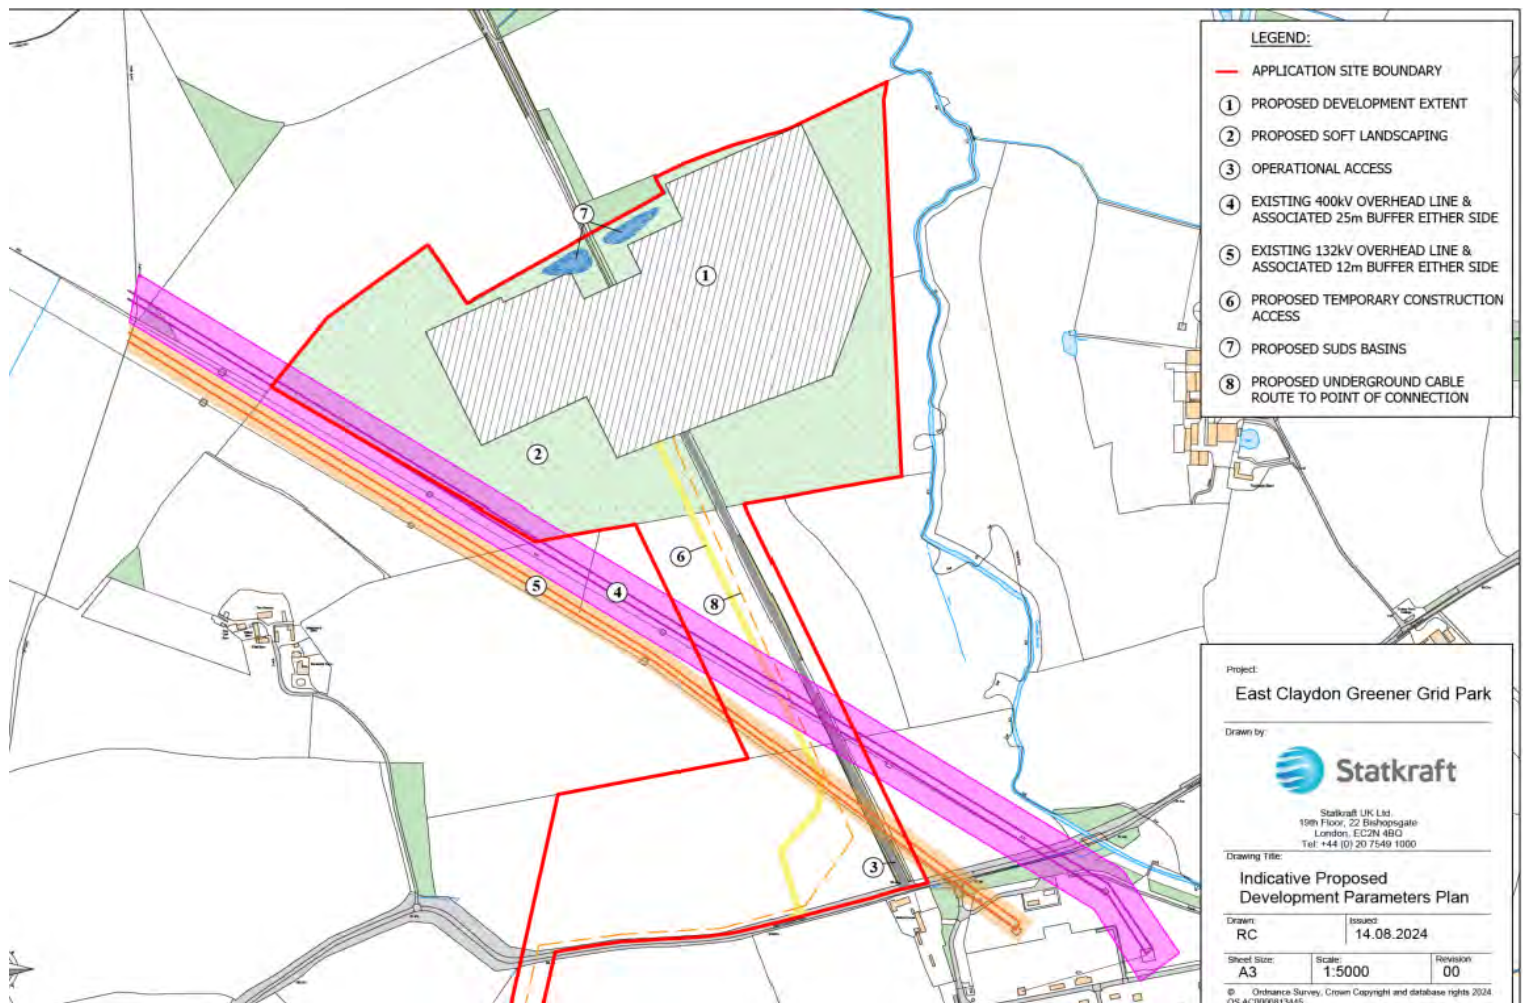 LEGEND:
APPLICATION SITE BOUNDARY
1 PROPOSED DEVELOPMENT EXTENT
2 PROPOSED SOFT LANDSCAPING
3 OPERATIONAL ACCESS
4 EXISTING 400kV OVERHEAD LINE &
ASSOCIATED 25m BUFFER EITHER SIDE
5 EXISTING 132kV OVERHEAD LINE &
ASSOCIATED 12m BUFFER EITHER SIDE
6 PROPOSED TEMPORARY CONSTRUCTION
ACCESS
7 PROPOSED SUDS BASINS
8 PROPOSED UNDERGROUND CABLE
ROUTE TO POINT OF CONNECTION
7
1
2
6
5
4
8
3
Project:
East Claydon Greener Grid Park
Drawn by:
Statkraft
Statkraft UK Ltd.
19th Floor, 22 Bishopsgate
London, EC2N 4BQ
Tel: +44 (0) 20 7549 1000
Drawing Title:
Indicative Proposed
Development Parameters Plan
Drawn: Issued:
RC 14.08.2024
Sheet Size: Scale: Revision:
A3 1:5000 00
© Ordnance Survey, Crown Copyright and database rights 2024
OS AC0000813445